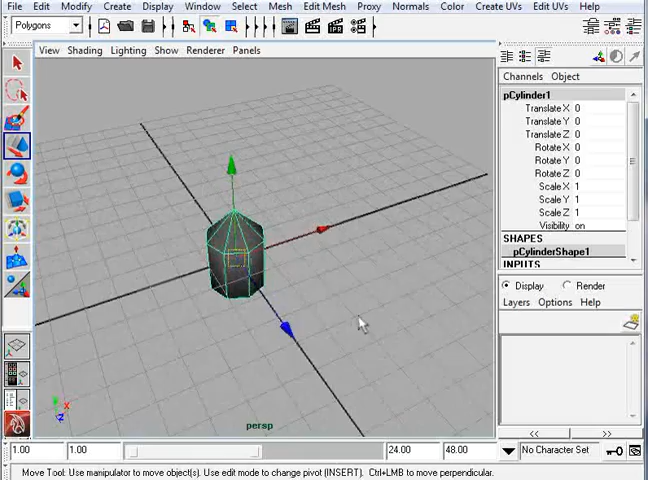 File Edit Modify Create Display Window Select Mesh Edit Mesh Proxy Normals Color Create UVs Edit UVs Help
Polygons
View Shading Lighting Show Renderer Panels
Channels Object
pCylinder1
Translate X 0
Translate Y 0
Translate Z 0
Rotate X 0
Rotate Y 0
Rotate Z 0
Scale X 1
Scale Y 1
Scale Z 1
Visibility on
SHAPES
pCylinderShape1
INPUTS
Display Render
Layers Options Help
persp
<< >>
1.00 1.00 24.00 48.00 No Character Set
Move Tool: Use manipulator to move object(s). Use edit mode to change pivot (INSERT). Ctrl+LMB to move perpendicular.